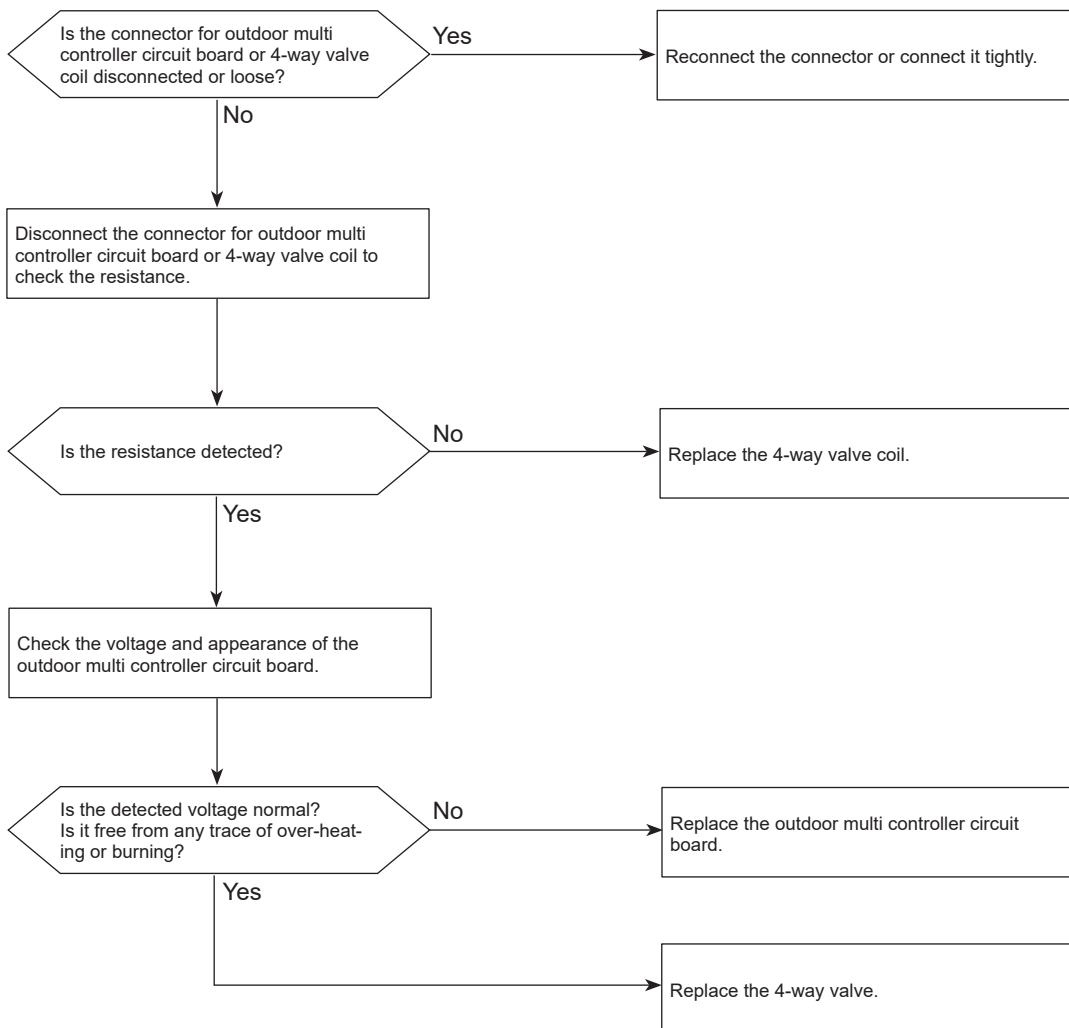 Is the connector for outdoor multi
controller circuit board or 4-way valve
coil disconnected or loose?
Yes
Reconnect the connector or connect it tightly.
No
Disconnect the connector for outdoor multi
controller circuit board or 4-way valve coil to
check the resistance.
Is the resistance detected?
No
Replace the 4-way valve coil.
Yes
Check the voltage and appearance of the
outdoor multi controller circuit board.
Is the detected voltage normal?
Is it free from any trace of over-heat-
ing or burning?
No
Replace the outdoor multi controller circuit
board.
Yes
Replace the 4-way valve.